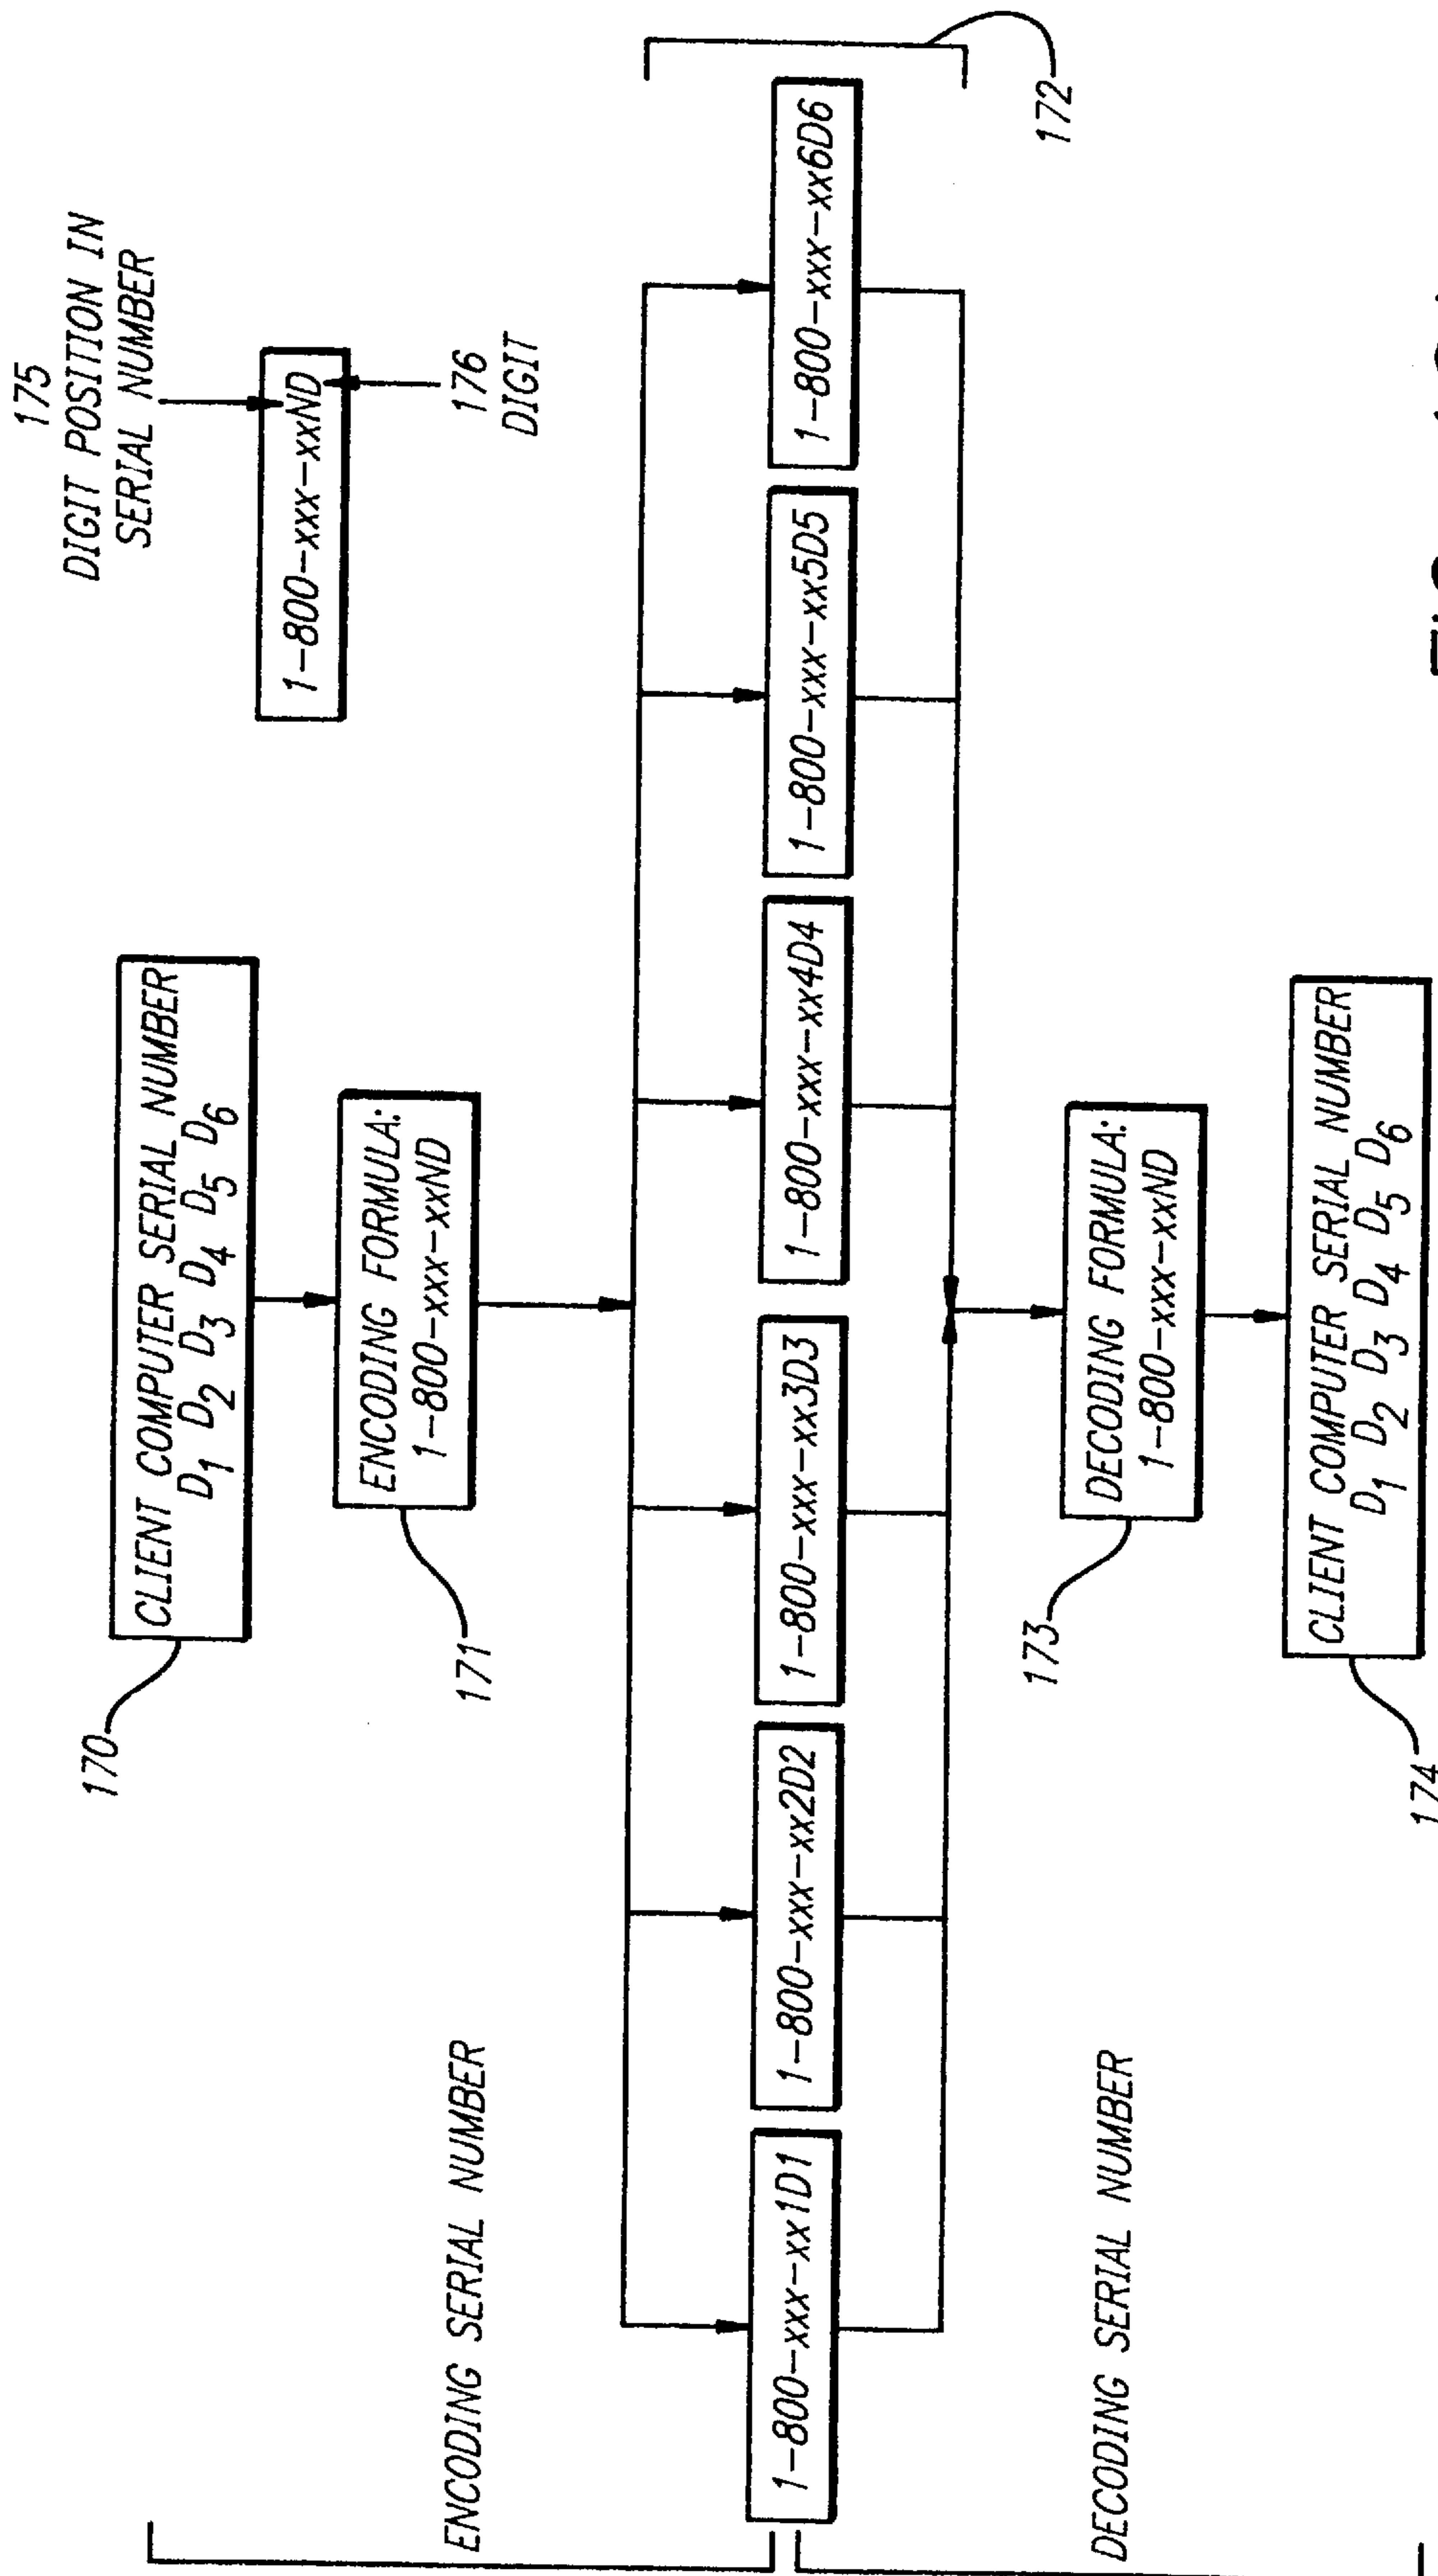 175
DIGIT POSITION IN
SERIAL NUMBER
1-800-xxx-xxND
176
DIGIT
170
CLIENT COMPUTER SERIAL NUMBER
D1 D2 D3 D4 D5 D6
171
ENCODING FORMULA:
1-800-xxx-xxND
ENCODING SERIAL NUMBER
1-800-xxx-xx1D1
1-800-xxx-xx2D2
1-800-xxx-xx3D3
1-800-xxx-xx4D4
1-800-xxx-xx5D5
1-800-xxx-xx6D6
172
DECODING SERIAL NUMBER
173
DECODING FORMULA:
1-800-xxx-xxND
174
CLIENT COMPUTER SERIAL NUMBER
D1 D2 D3 D4 D5 D6